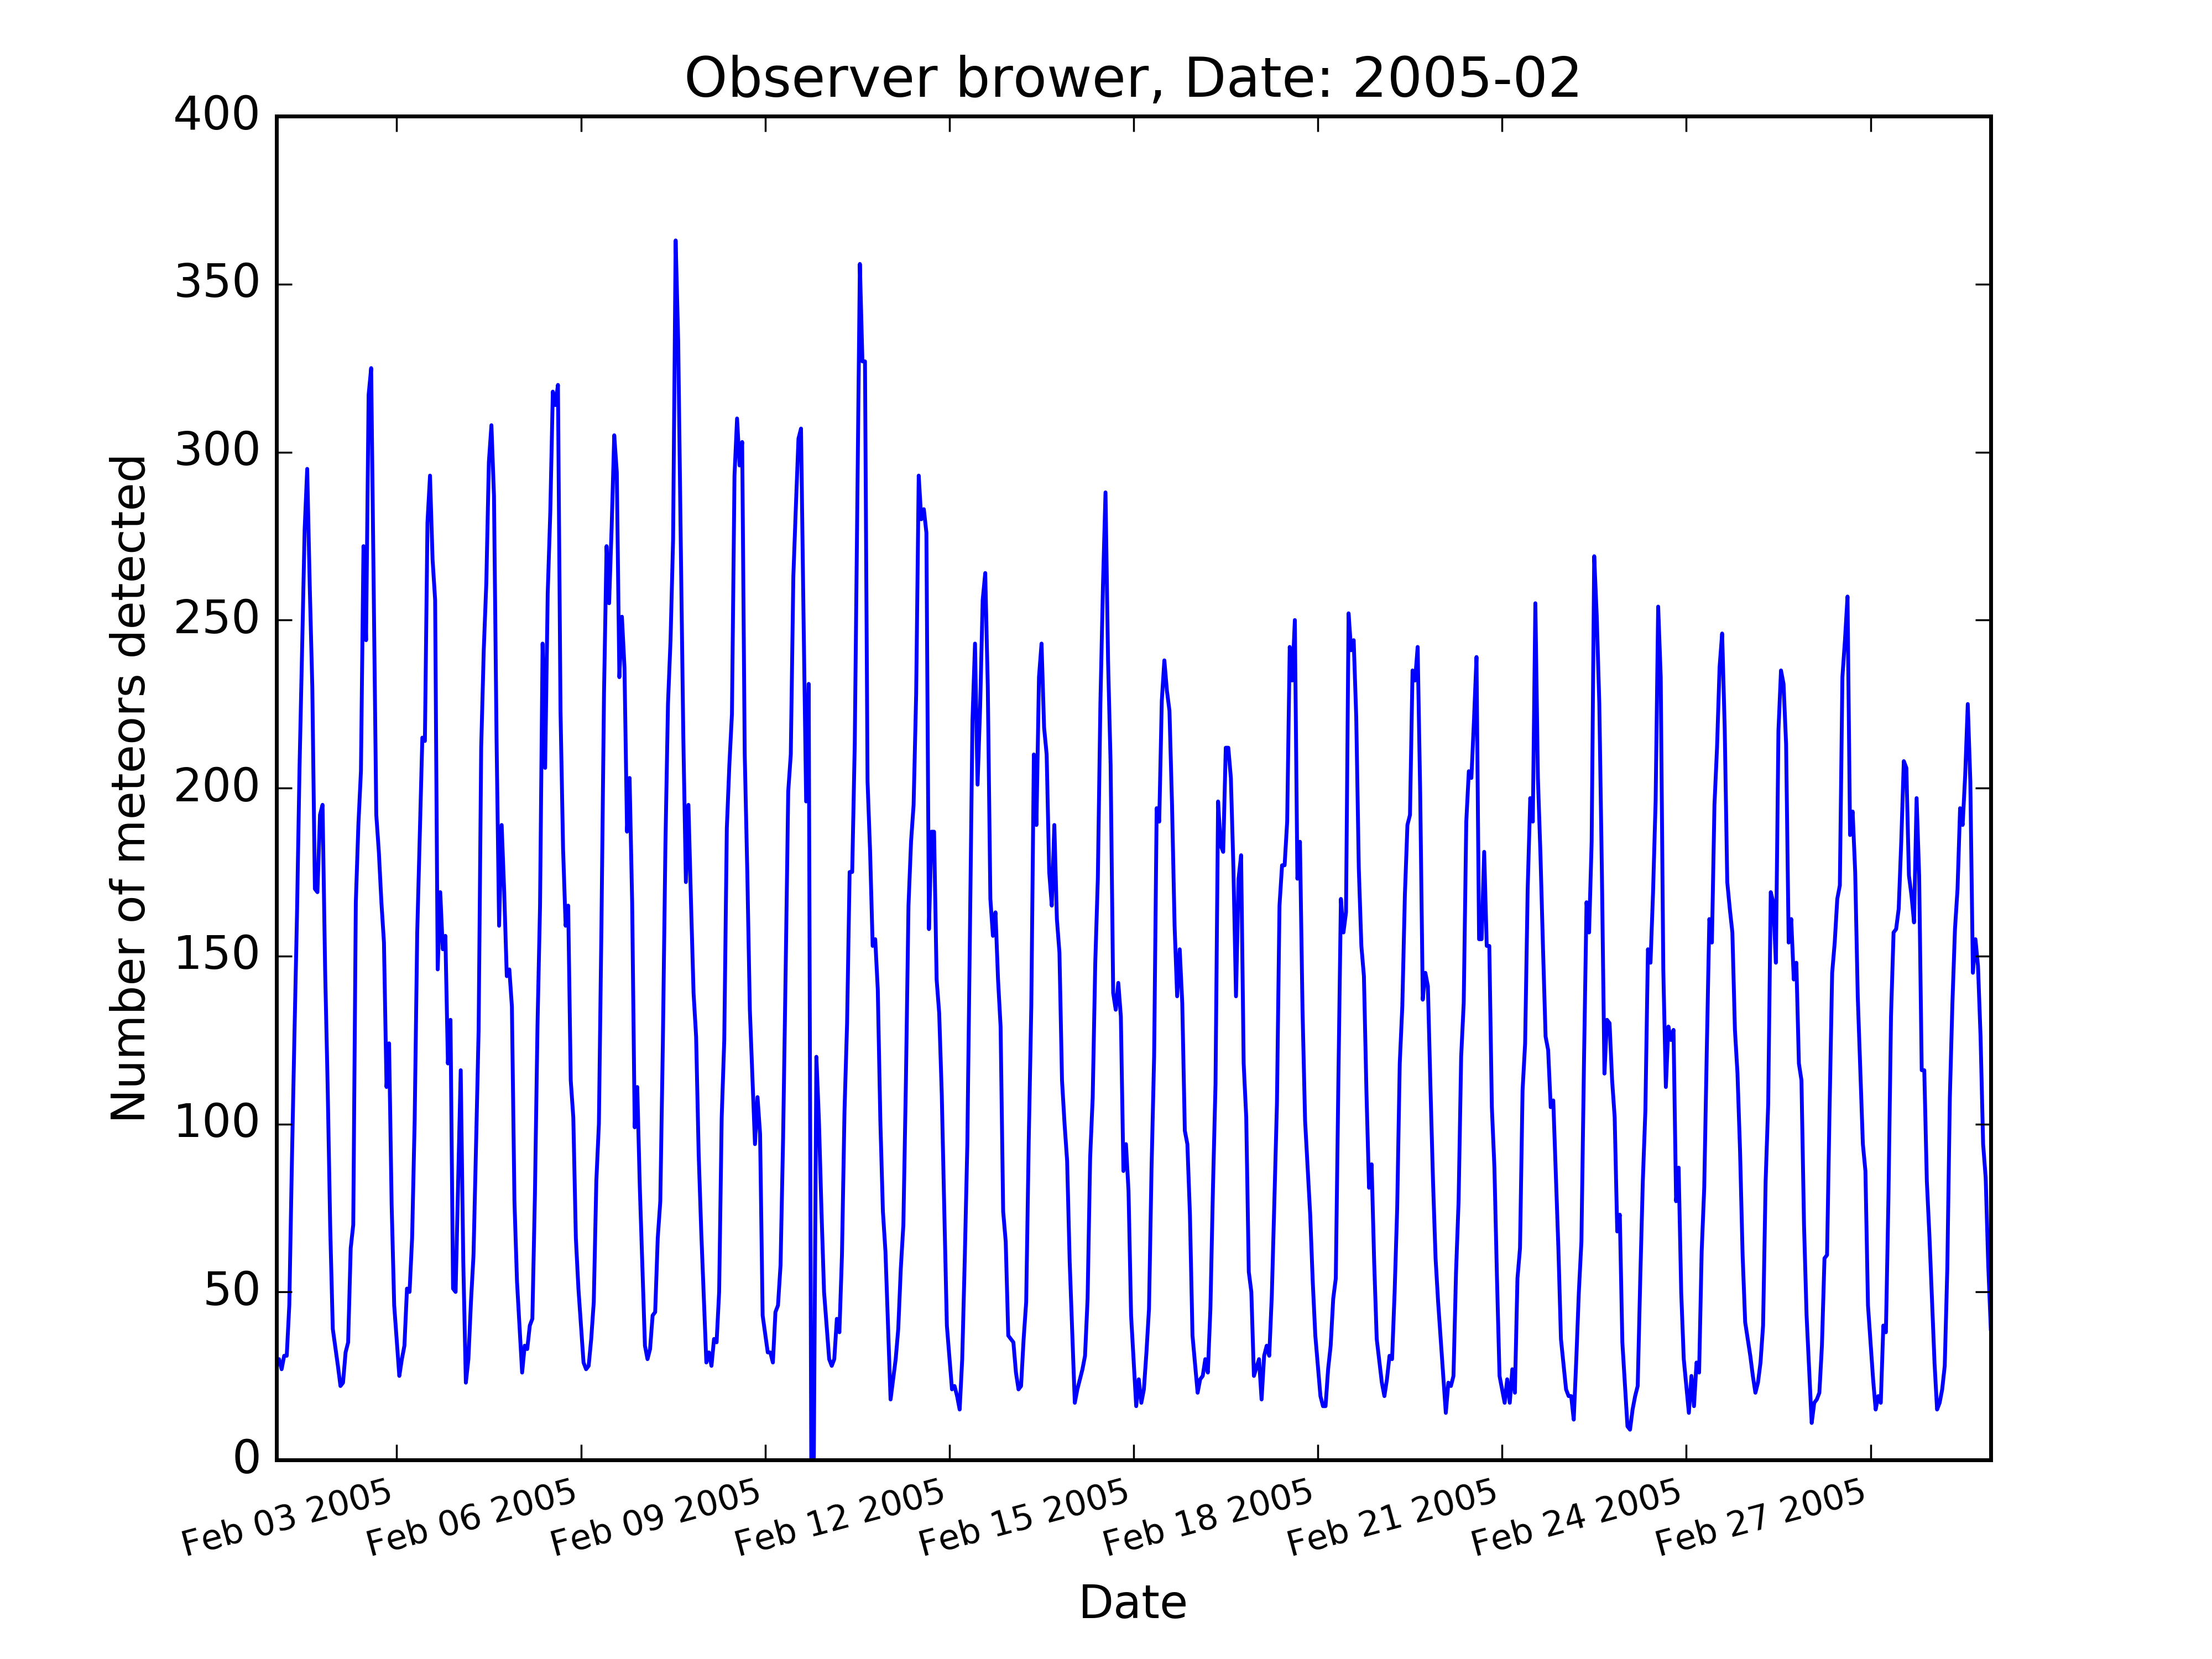 Observer brower, Date: 2005-02
400
350
300
250
200
150
100
50
0
Number of meteors detected
Feb 03 2005
Feb 06 2005
Feb 09 2005
Feb 12 2005
Feb 15 2005
Feb 18 2005
Feb 21 2005
Feb 24 2005
Feb 27 2005
Date